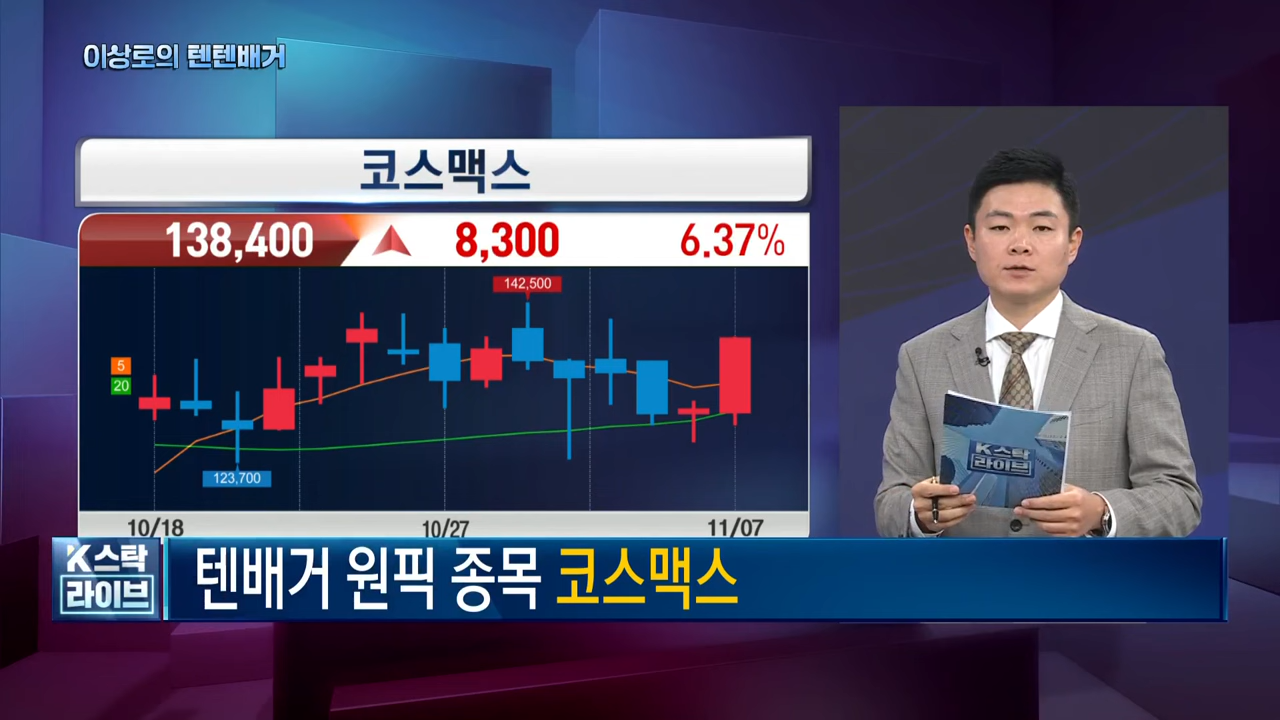 이상로의 텐텐배거
코스맥스
138,400 8,300 6.37%
142,500
5
20
123,700
10/18 10/27 11/07
K스탁
라이브
텐배거 원픽 종목 코스맥스
K스탁
라이브